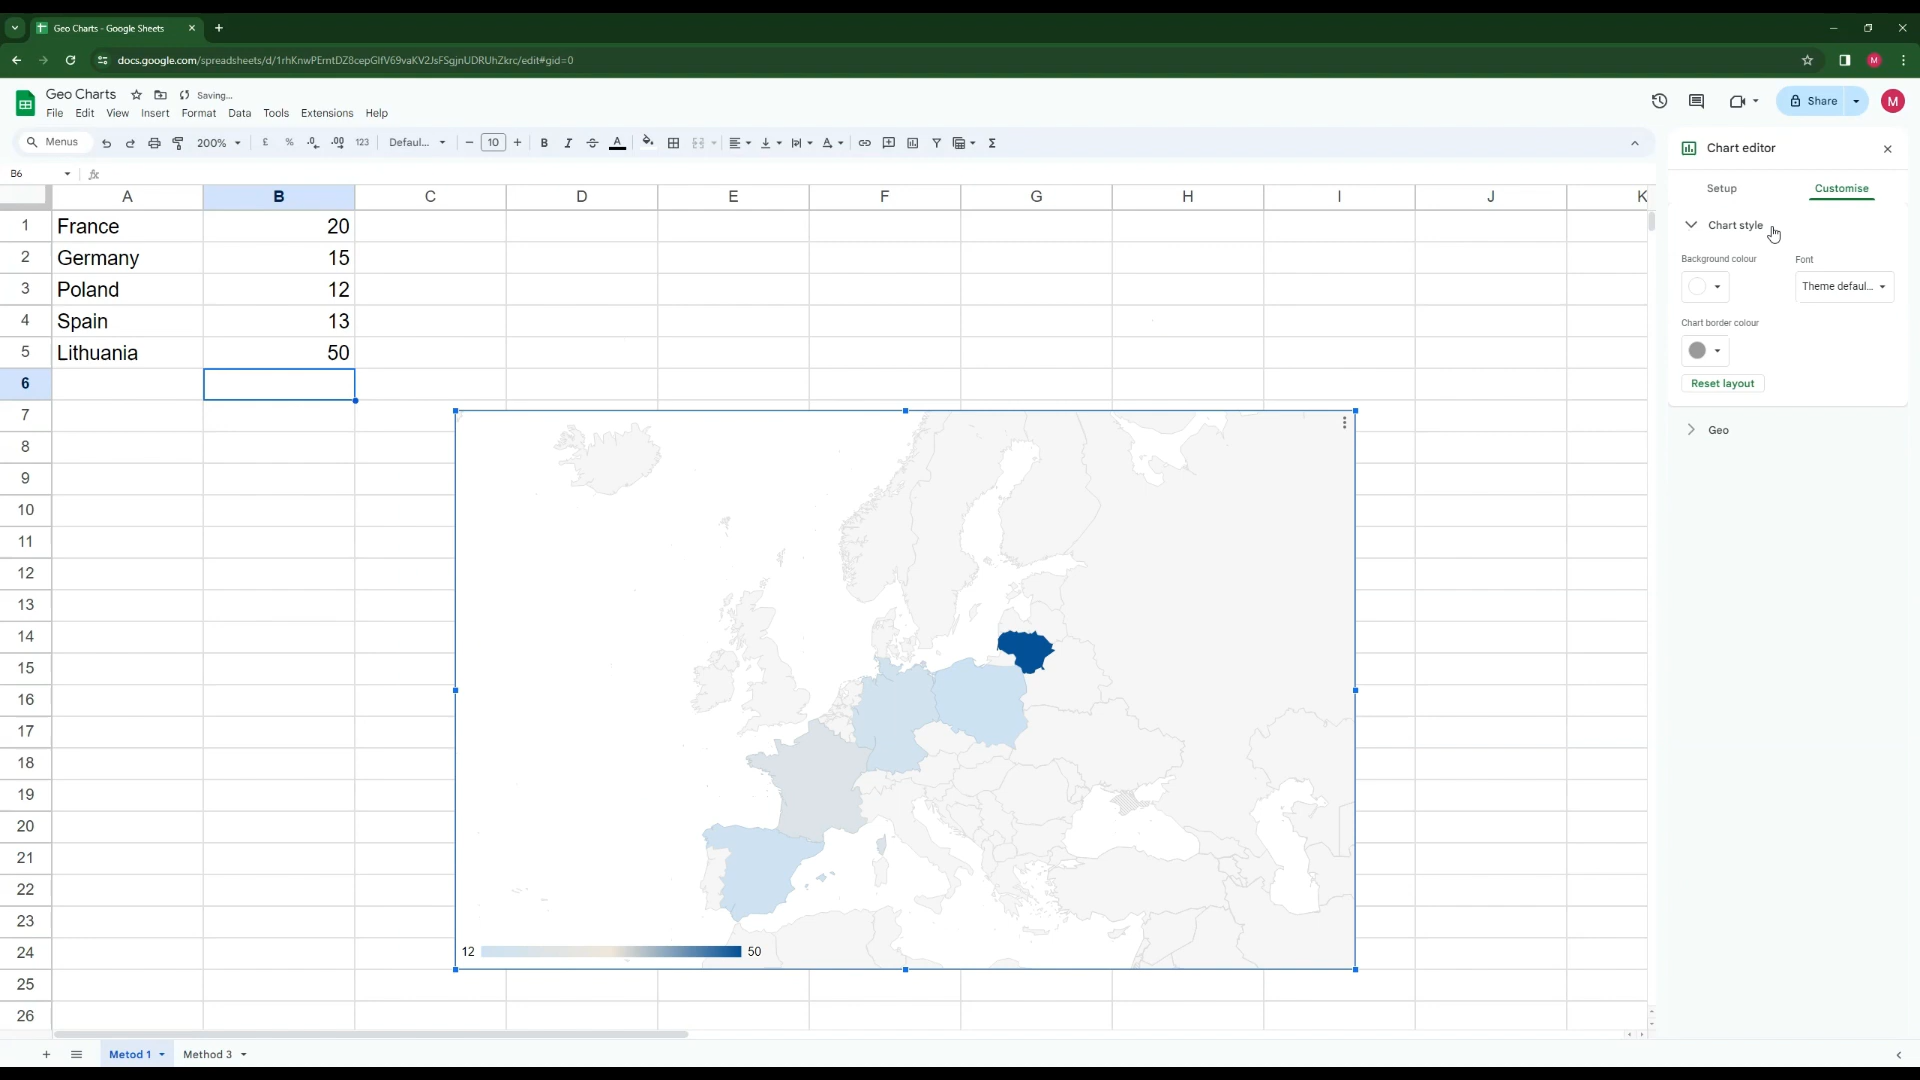 Geo Charts - Google Sheets
docs.google.com/spreadsheets/d/1rhKnwPErntDZ8cepGIfV69vaKV2JsFSgjnUDRUhZkrc/edit#gid=0
M
Geo Charts Saving...
File Edit View Insert Format Data Tools Extensions Help
Share M
Menus 200% £ % .0 .00 123 Defaul... 10 B I S A A Σ
B6 fx
A B C D E F G H I J K
1 France 20
2 Germany 15
3 Poland 12
4 Spain 13
5 Lithuania 50
6
7
8
9
10
11
12
13
14
15
16
17
18
19
20
21
22
23
24
25
26
12 50
Chart editor
Setup Customise
Chart style
Background colour Font
Theme defaul...
Chart border colour
Reset layout
Geo
Metod 1 Method 3